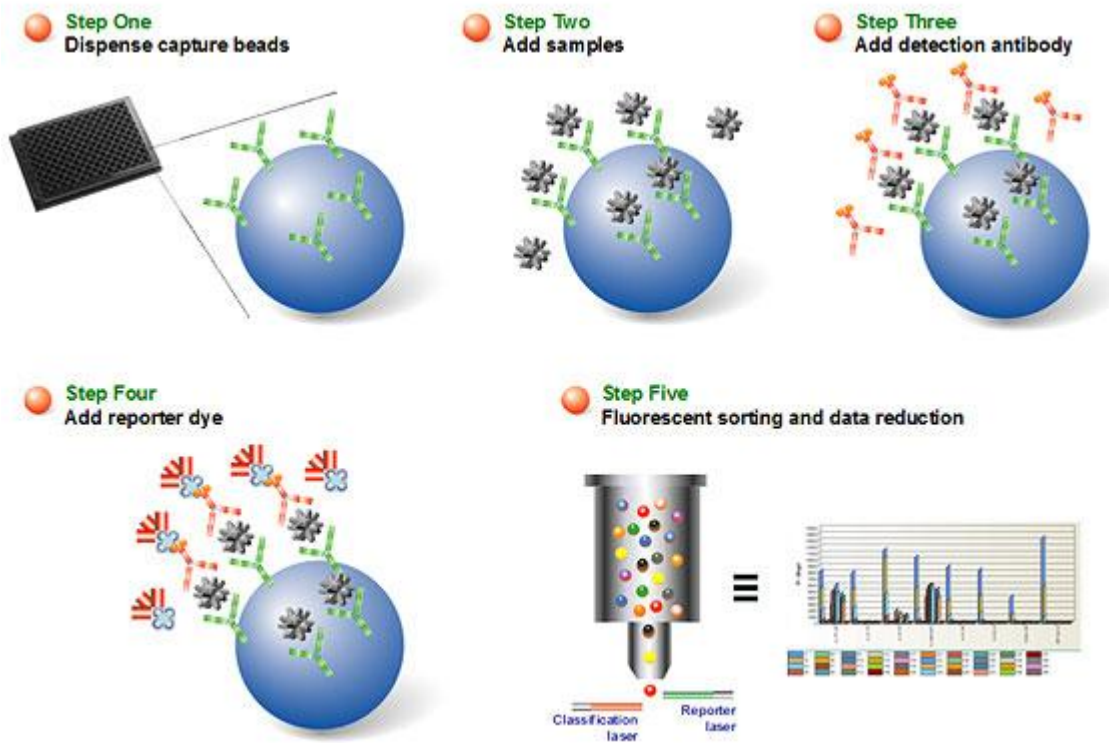 Step One
Dispense capture beads
Step Two
Add samples
Step Three
Add detection antibody
Step Four
Add reporter dye
Step Five
Fluorescent sorting and data reduction
Classification
laser
Reporter
laser